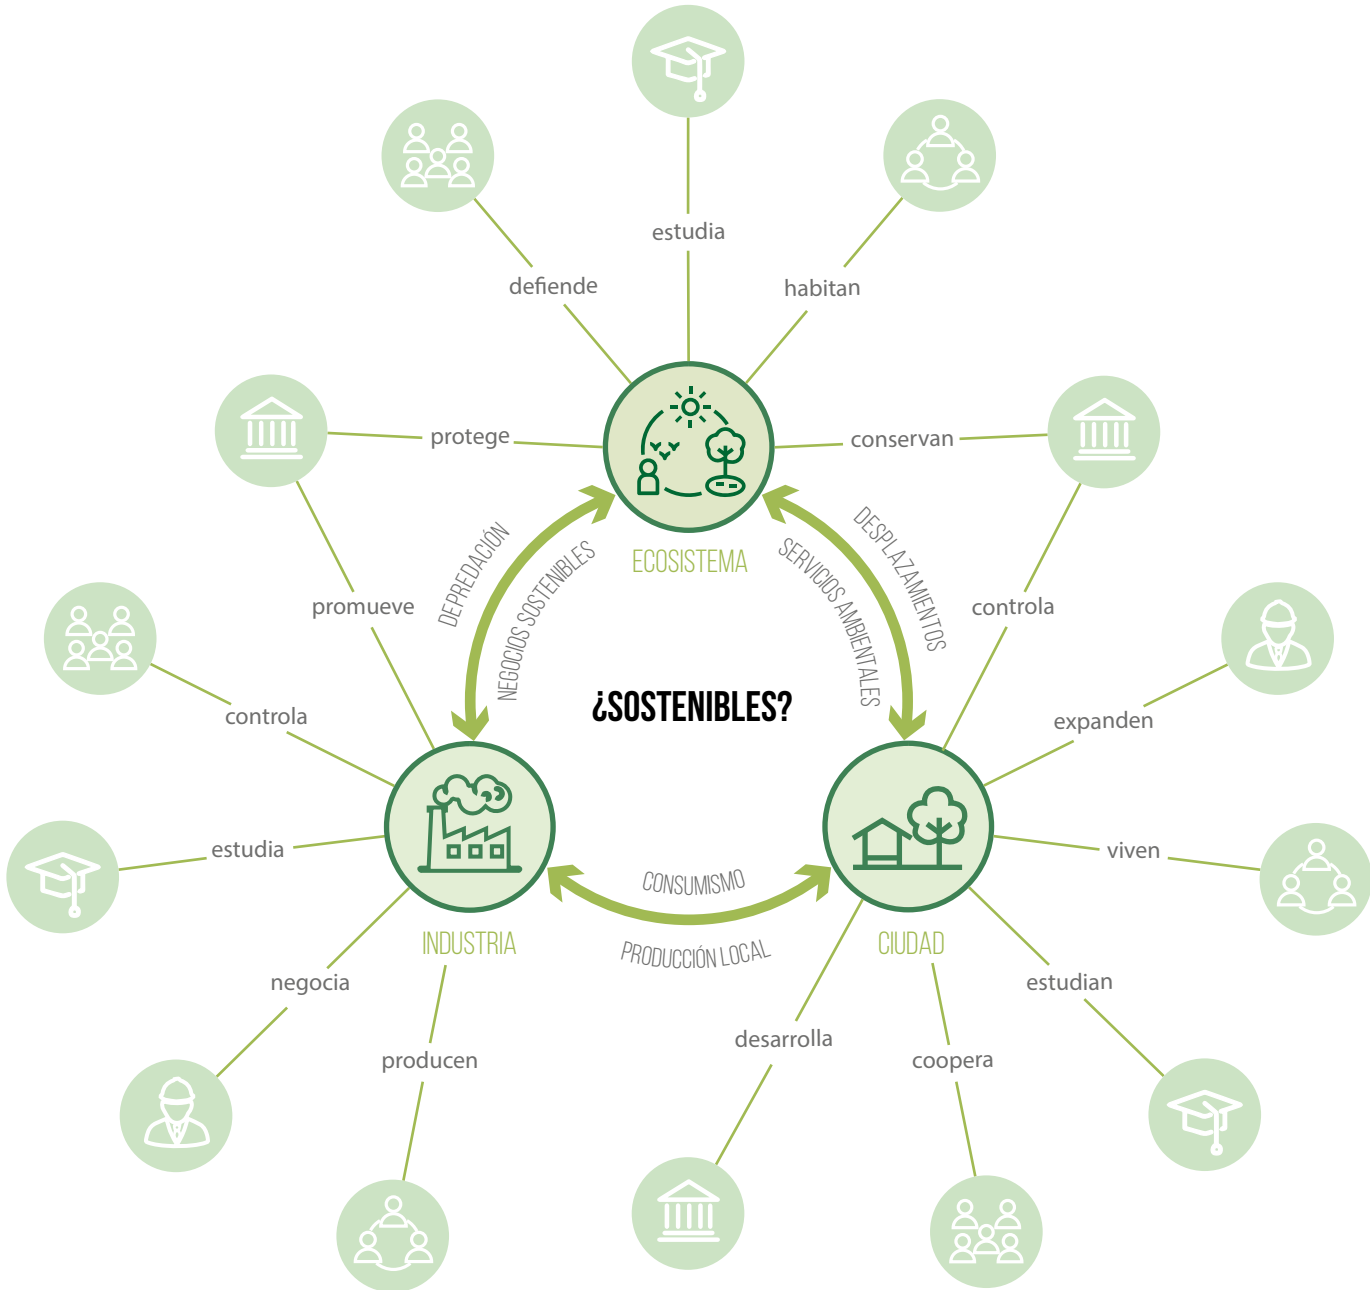 estudia
defiende
habitan
protege
conservan
ECOSISTEMA
DEPREDACIÓN
NEGOCIOS SOSTENIBLES
SERVICIOS AMBIENTALES
DESPLAZAMIENTOS
promueve
controla
¿SOSTENIBLES?
controla
expanden
estudia
viven
CONSUMISMO
PRODUCCIÓN LOCAL
INDUSTRIA
CIUDAD
negocia
estudian
producen
desarrolla
coopera